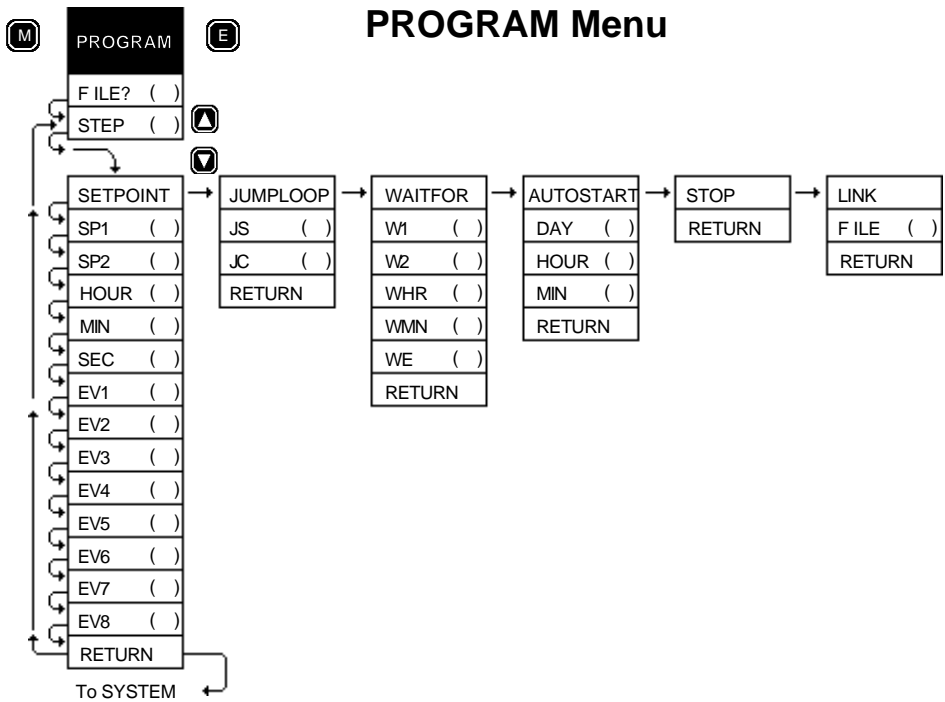 PROGRAM Menu
M
PROGRAM
E
FILE? ( )
STEP ( )
SETPOINT
SP1 ( )
SP2 ( )
HOUR ( )
MIN ( )
SEC ( )
EV1 ( )
EV2 ( )
EV3 ( )
EV4 ( )
EV5 ( )
EV6 ( )
EV7 ( )
EV8 ( )
RETURN
To SYSTEM
JUMPLOOP
JS ( )
JC ( )
RETURN
WAITFOR
W1 ( )
W2 ( )
WHR ( )
WMN ( )
WE ( )
RETURN
AUTOSTART
DAY ( )
HOUR ( )
MIN ( )
RETURN
STOP
RETURN
LINK
FILE ( )
RETURN